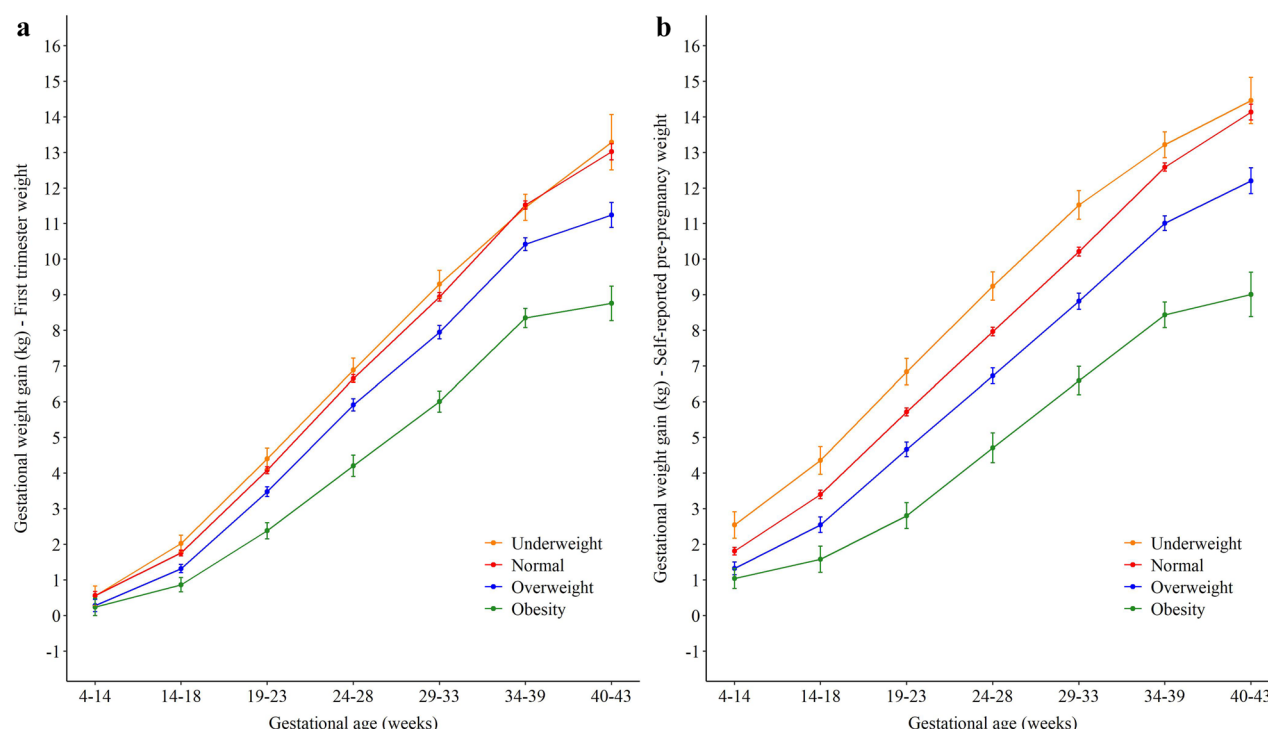 a
Gestational weight gain (kg) - First trimester weight
16
15
14
13
12
11
10
9
8
7
6
5
4
3
2
1
0
-1
Underweight
Normal
Overweight
Obesity
4-14 14-18 19-23 24-28 29-33 34-39 40-43
Gestational age (weeks)
b
Gestational weight gain (kg) - Self-reported pre-pregnancy weight
16
15
14
13
12
11
10
9
8
7
6
5
4
3
2
1
0
-1
Underweight
Normal
Overweight
Obesity
4-14 14-18 19-23 24-28 29-33 34-39 40-43
Gestational age (weeks)